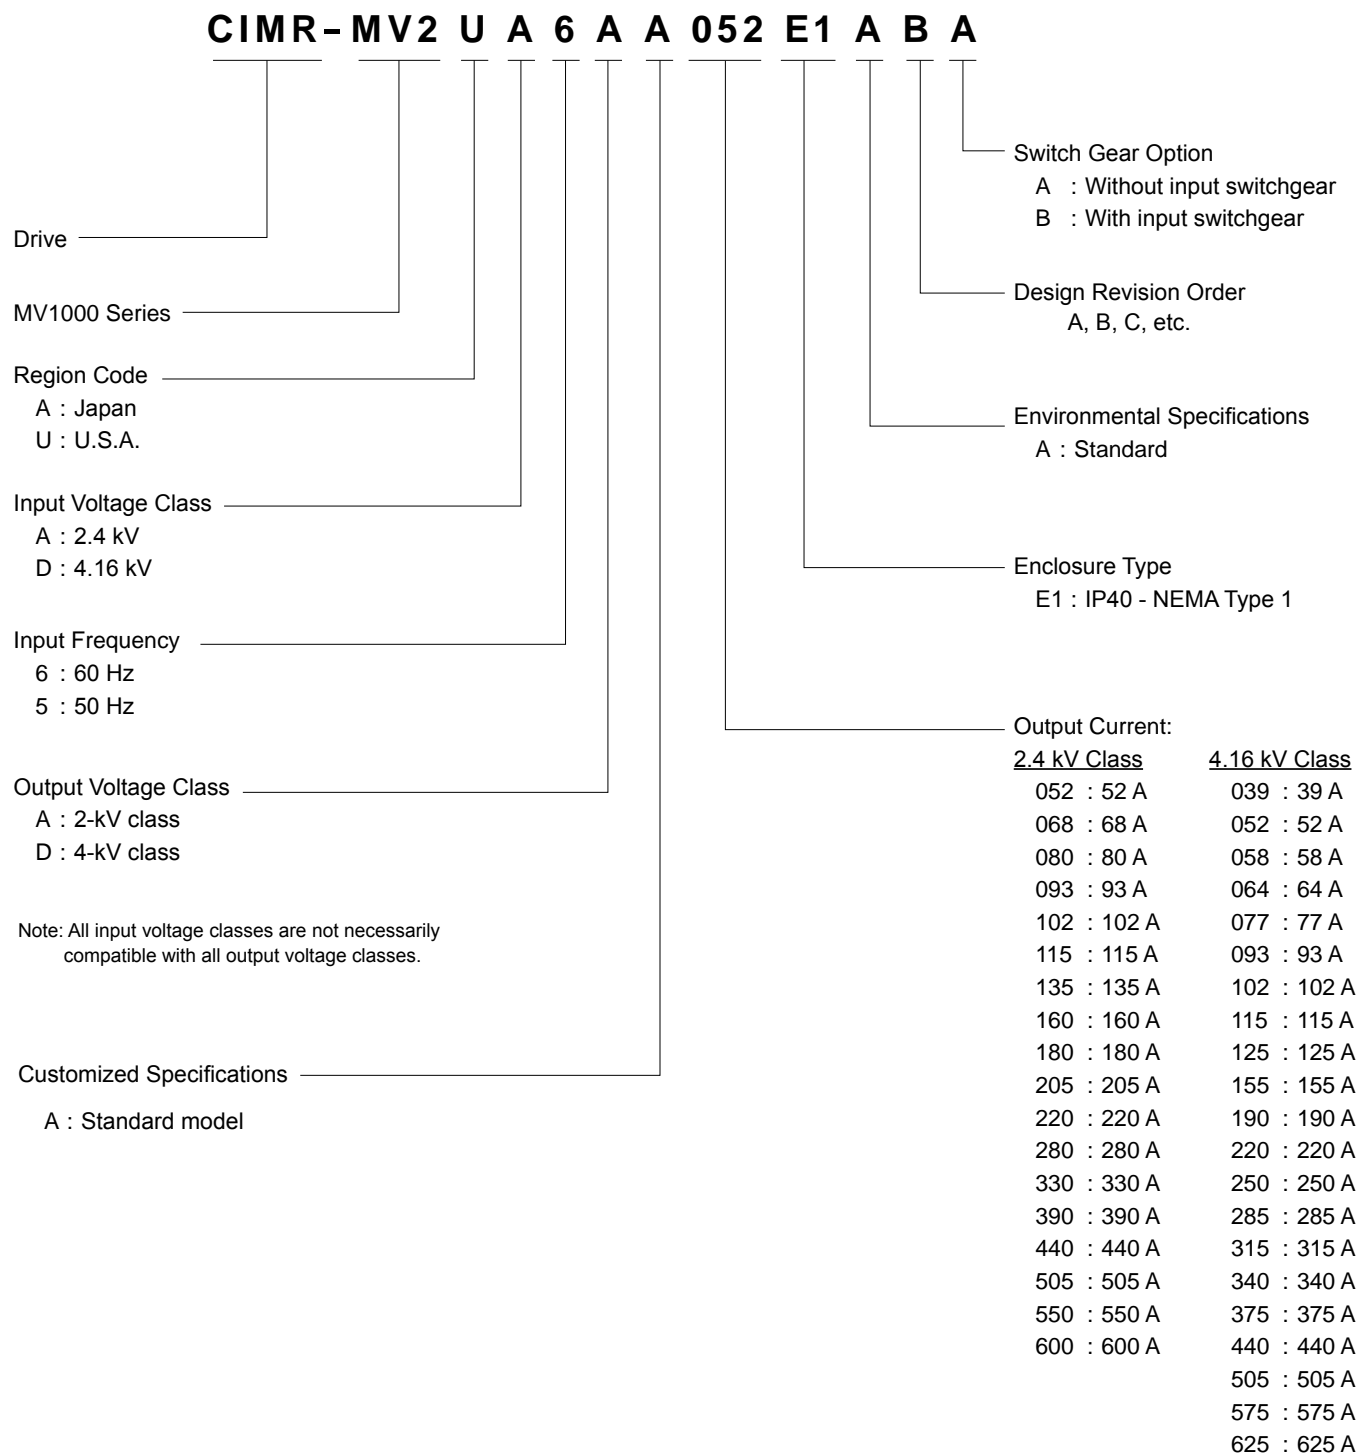 CIMR-MV2 U A 6 A A 052 E1 A B A
Drive
MV1000 Series
Region Code
A : Japan
U : U.S.A.
Input Voltage Class
A : 2.4 kV
D : 4.16 kV
Input Frequency
6 : 60 Hz
5 : 50 Hz
Output Voltage Class
A : 2-kV class
D : 4-kV class
Note: All input voltage classes are not necessarily
compatible with all output voltage classes.
Customized Specifications
A : Standard model
Switch Gear Option
A : Without input switchgear
B : With input switchgear
Design Revision Order
A, B, C, etc.
Environmental Specifications
A : Standard
Enclosure Type
E1 : IP40 - NEMA Type 1
Output Current:
2.4 kV Class 4.16 kV Class
052 : 52 A 039 : 39 A
068 : 68 A 052 : 52 A
080 : 80 A 058 : 58 A
093 : 93 A 064 : 64 A
102 : 102 A 077 : 77 A
115 : 115 A 093 : 93 A
135 : 135 A 102 : 102 A
160 : 160 A 115 : 115 A
180 : 180 A 125 : 125 A
205 : 205 A 155 : 155 A
220 : 220 A 190 : 190 A
280 : 280 A 220 : 220 A
330 : 330 A 250 : 250 A
390 : 390 A 285 : 285 A
440 : 440 A 315 : 315 A
505 : 505 A 340 : 340 A
550 : 550 A 375 : 375 A
600 : 600 A 440 : 440 A
505 : 505 A
575 : 575 A
625 : 625 A